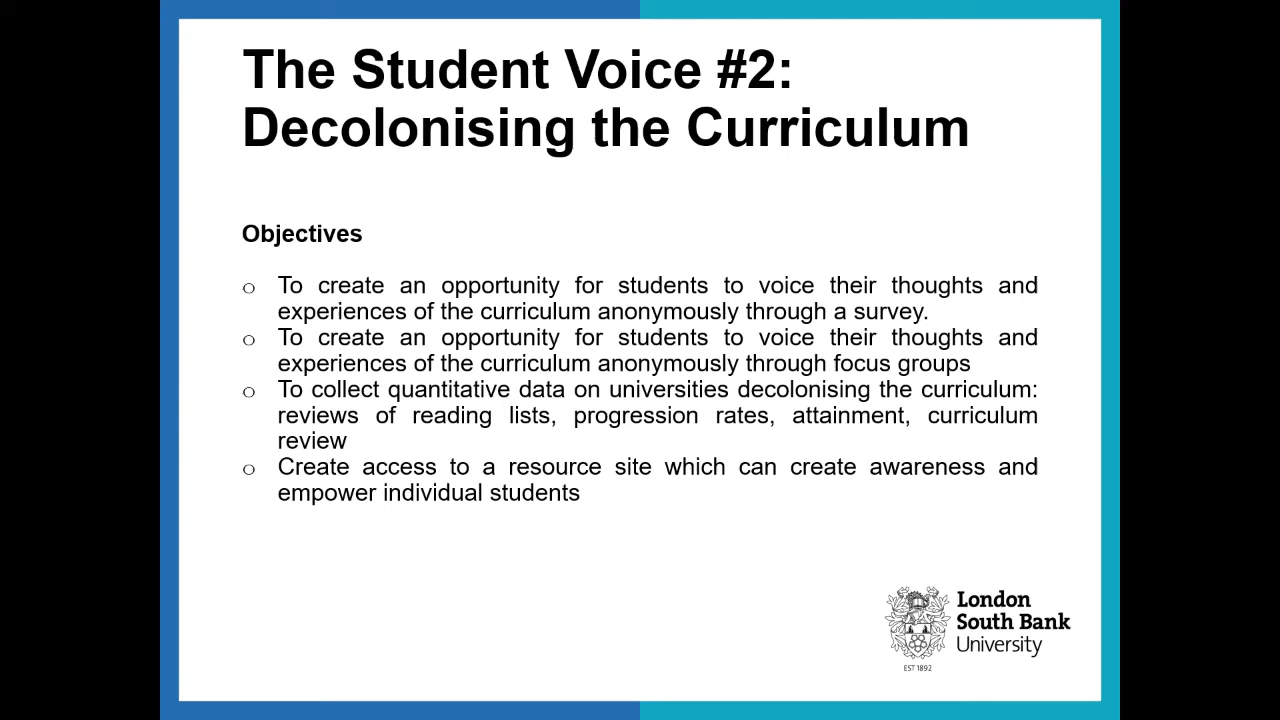 The Student Voice #2:
Decolonising the Curriculum
Objectives
o To create an opportunity for students to voice their thoughts and
experiences of the curriculum anonymously through a survey.
o To create an opportunity for students to voice their thoughts and
experiences of the curriculum anonymously through focus groups
o To collect quantitative data on universities decolonising the curriculum:
reviews of reading lists, progression rates, attainment, curriculum
review
o Create access to a resource site which can create awareness and
empower individual students
London
South Bank
University
EST 1892